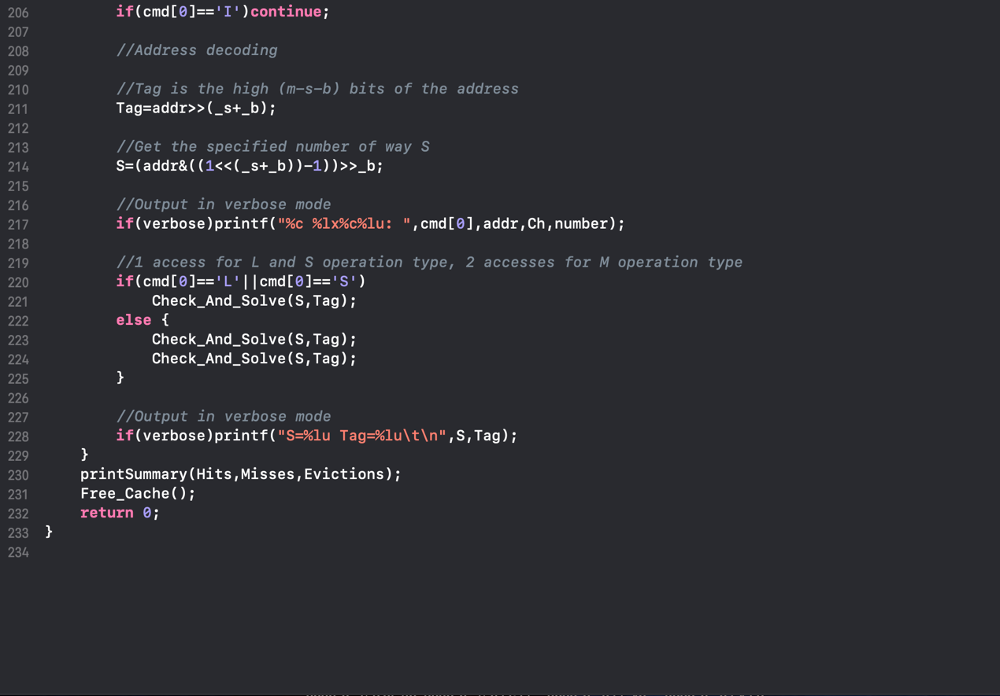 206 if(cmd[0]=='I')continue;
207
208 //Address decoding
209
210 //Tag is the high (m-s-b) bits of the address
211 Tag=addr>>(_s+_b);
212
213 //Get the specified number of way S
214 S=(addr&((1<<(_s+_b))-1))>>_b;
215
216 //Output in verbose mode
217 if(verbose)printf("%c %lx%c%lu: ",cmd[0],addr,Ch,number);
218
219 //1 access for L and S operation type, 2 accesses for M operation type
220 if(cmd[0]=='L'||cmd[0]=='S')
221 Check_And_Solve(S,Tag);
222 else {
223 Check_And_Solve(S,Tag);
224 Check_And_Solve(S,Tag);
225 }
226
227 //Output in verbose mode
228 if(verbose)printf("S=%lu Tag=%lu\t\n",S,Tag);
229 }
230 printSummary(Hits,Misses,Evictions);
231 Free_Cache();
232 return 0;
233 }
234